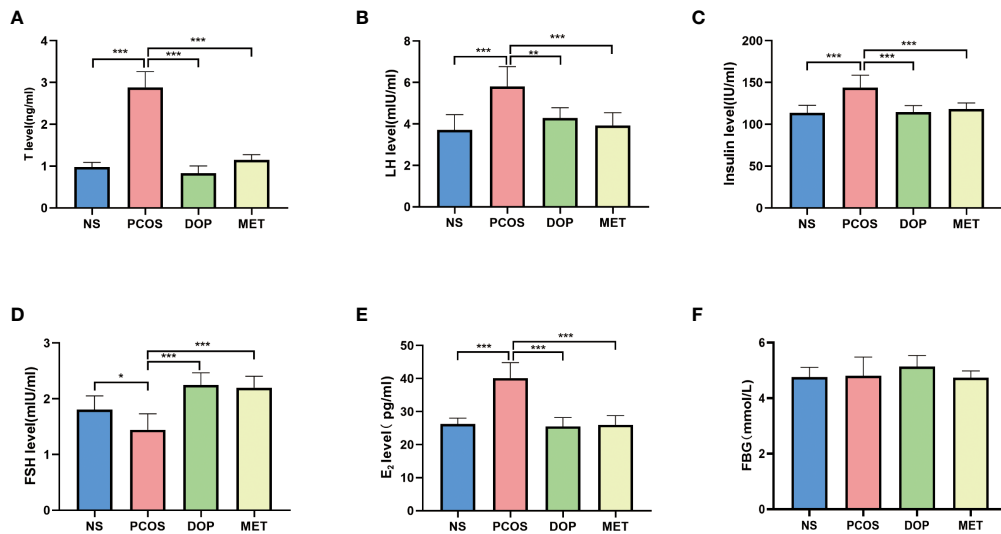 A
T level(ng/ml)
4
3
2
1
0
***
***
***
NS PCOS DOP MET
B
LH level(mIU/ml)
8
6
4
2
0
***
***
**
NS PCOS DOP MET
C
Insulin level(IU/ml)
200
150
100
50
0
***
***
***
NS PCOS DOP MET
D
FSH level(mIU/ml)
3
2
1
0
***
***
*
NS PCOS DOP MET
E
E₂ level( pg/ml)
50
40
30
20
10
0
***
***
***
NS PCOS DOP MET
F
FBG(mmol/L)
6
4
2
0
NS PCOS DOP MET